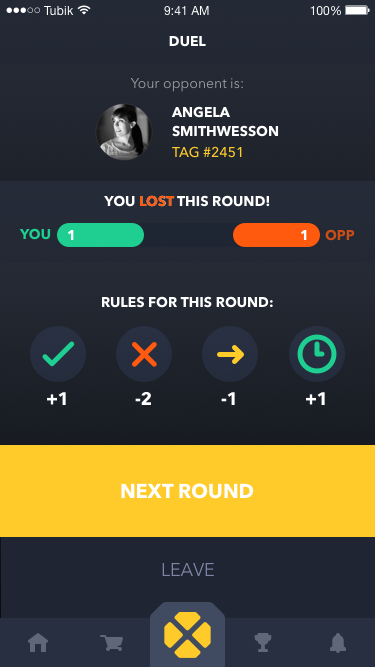 Tubik 9:41 AM 100%
DUEL
Your opponent is:
ANGELA
SMITHWESSON
TAG #2451
YOU LOST THIS ROUND!
YOU 1 1 OPP
RULES FOR THIS ROUND:
+1 -2 -1 +1
NEXT ROUND
LEAVE